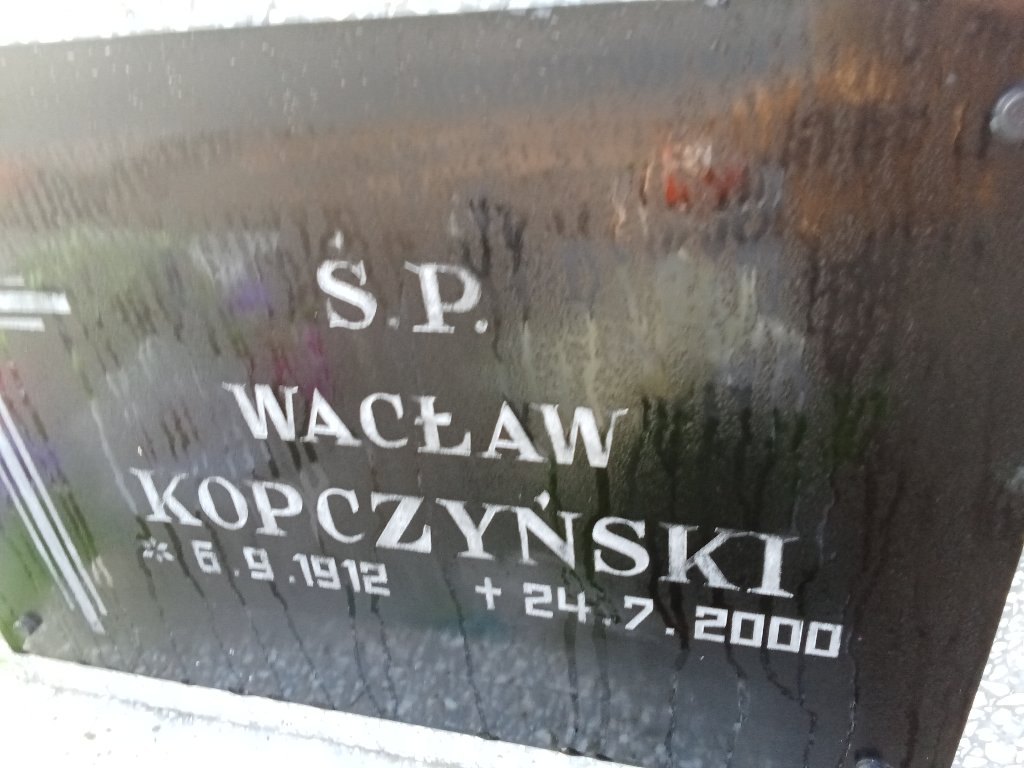 Ś.P.
WACŁAW
KOPCZYŃSKI
* 6.9.1912 + 24.7.2000